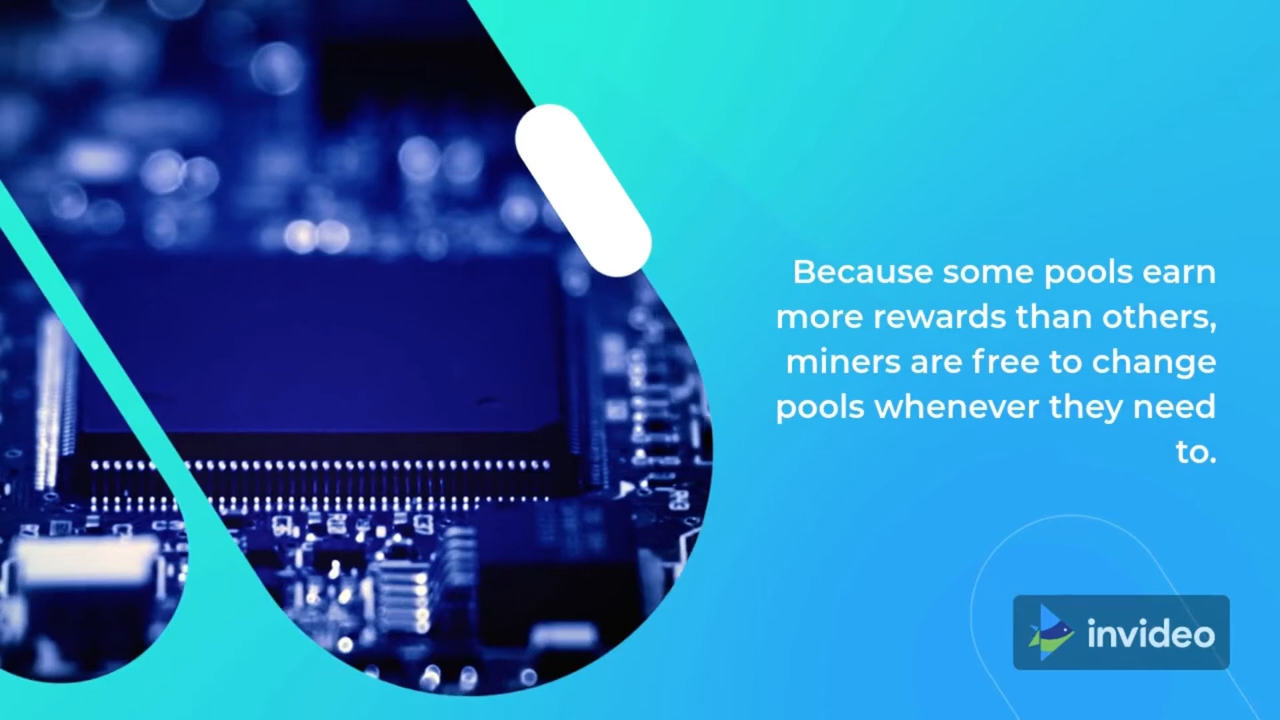 Because some pools earn
more rewards than others,
miners are free to change
pools whenever they need
to.
invideo